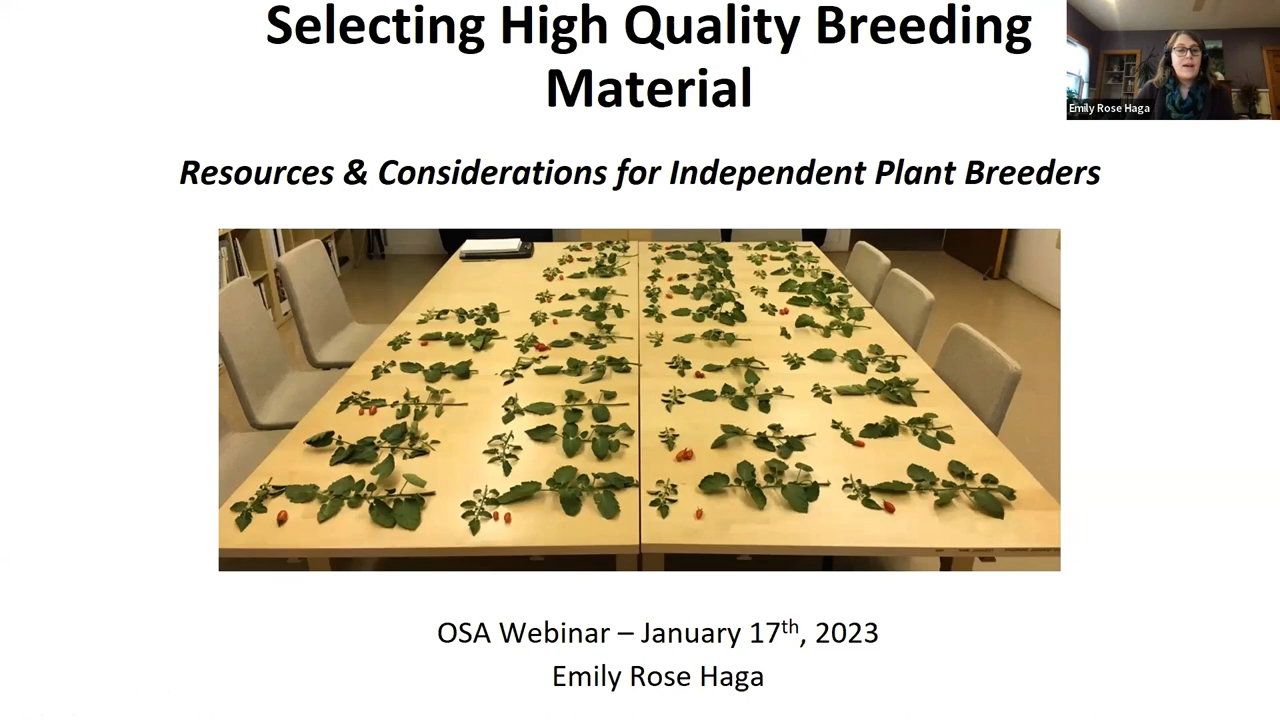 Selecting High Quality Breeding
Material
Emily Rose Haga
Resources & Considerations for Independent Plant Breeders
OSA Webinar – January 17th, 2023
Emily Rose Haga